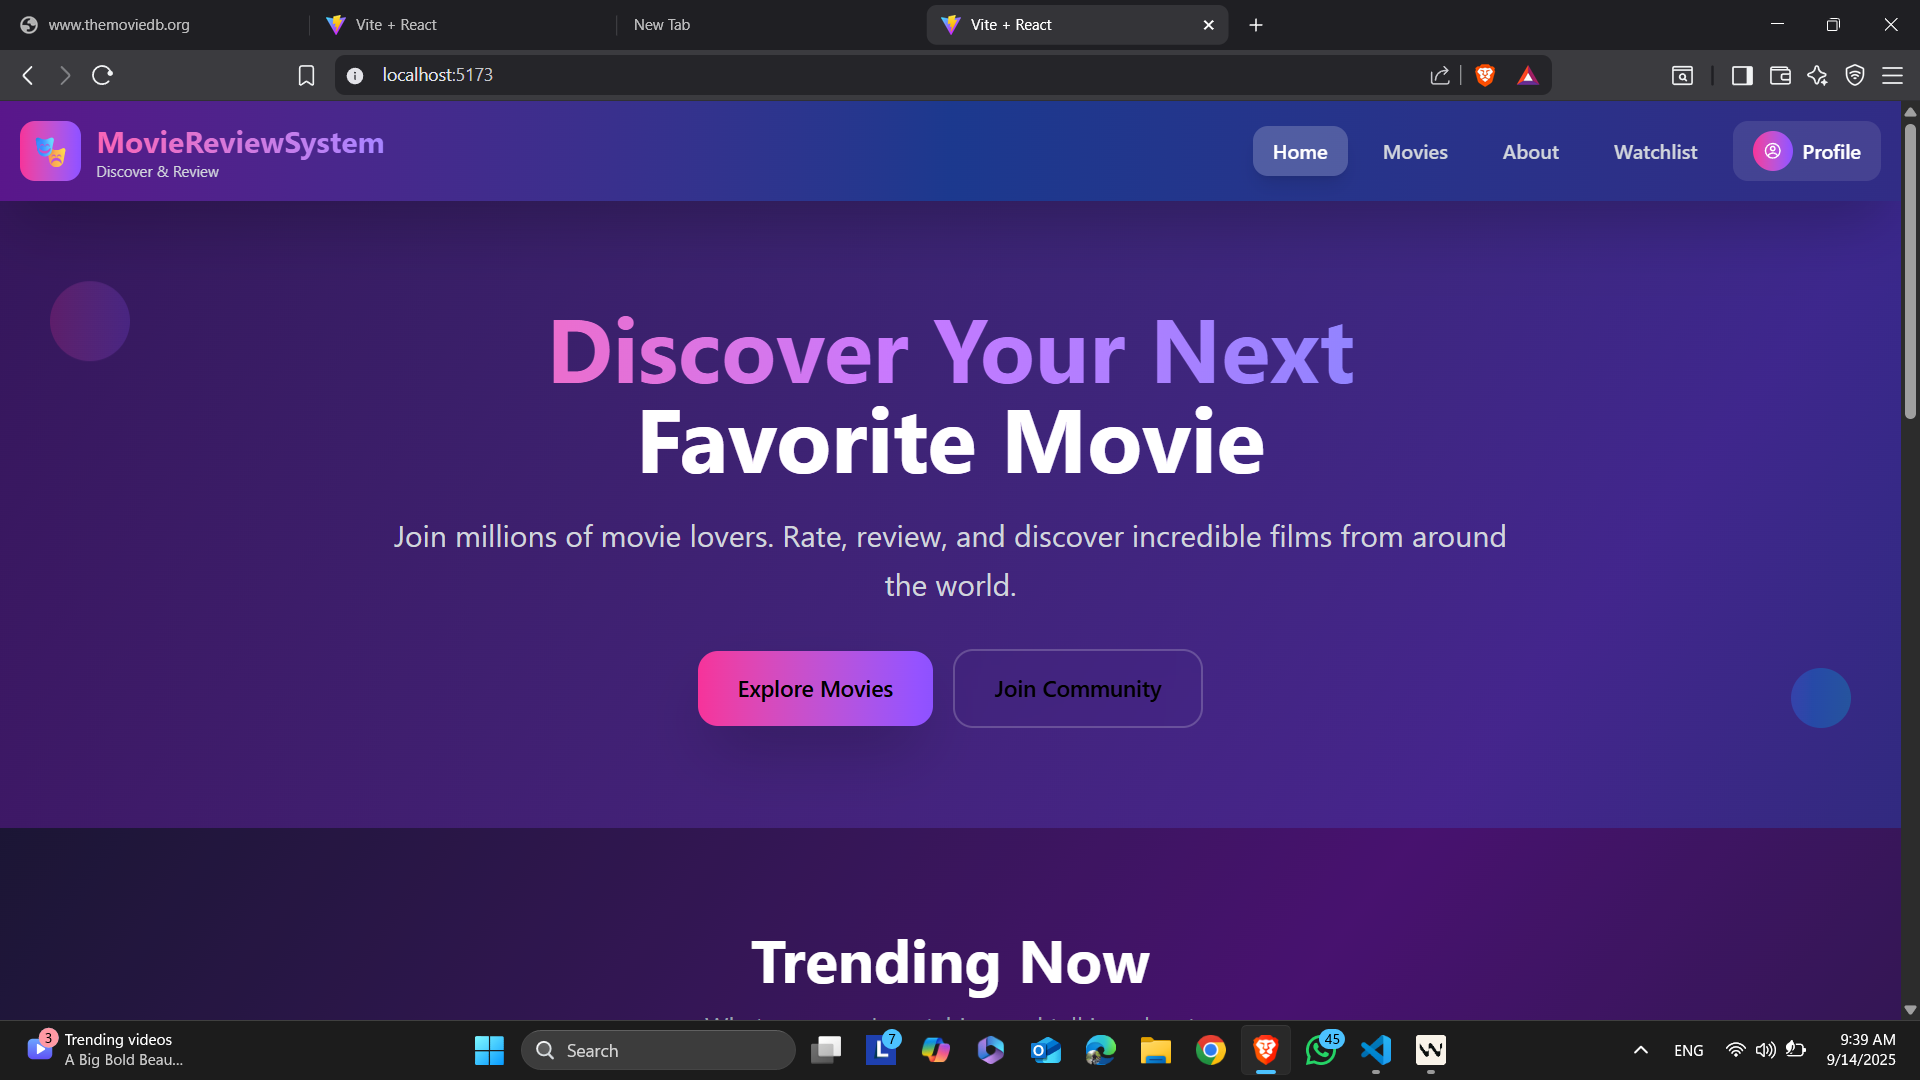 www.themoviedb.org
Vite + React
New Tab
Vite + React
localhost:5173
MovieReviewSystem
Discover & Review
Home
Movies
About
Watchlist
Profile
Discover Your Next
Favorite Movie
Join millions of movie lovers. Rate, review, and discover incredible films from around
the world.
Explore Movies
Join Community
Trending Now
3
Trending videos
A Big Bold Beau...
Search
L
7
45
ENG
9:39 AM
9/14/2025